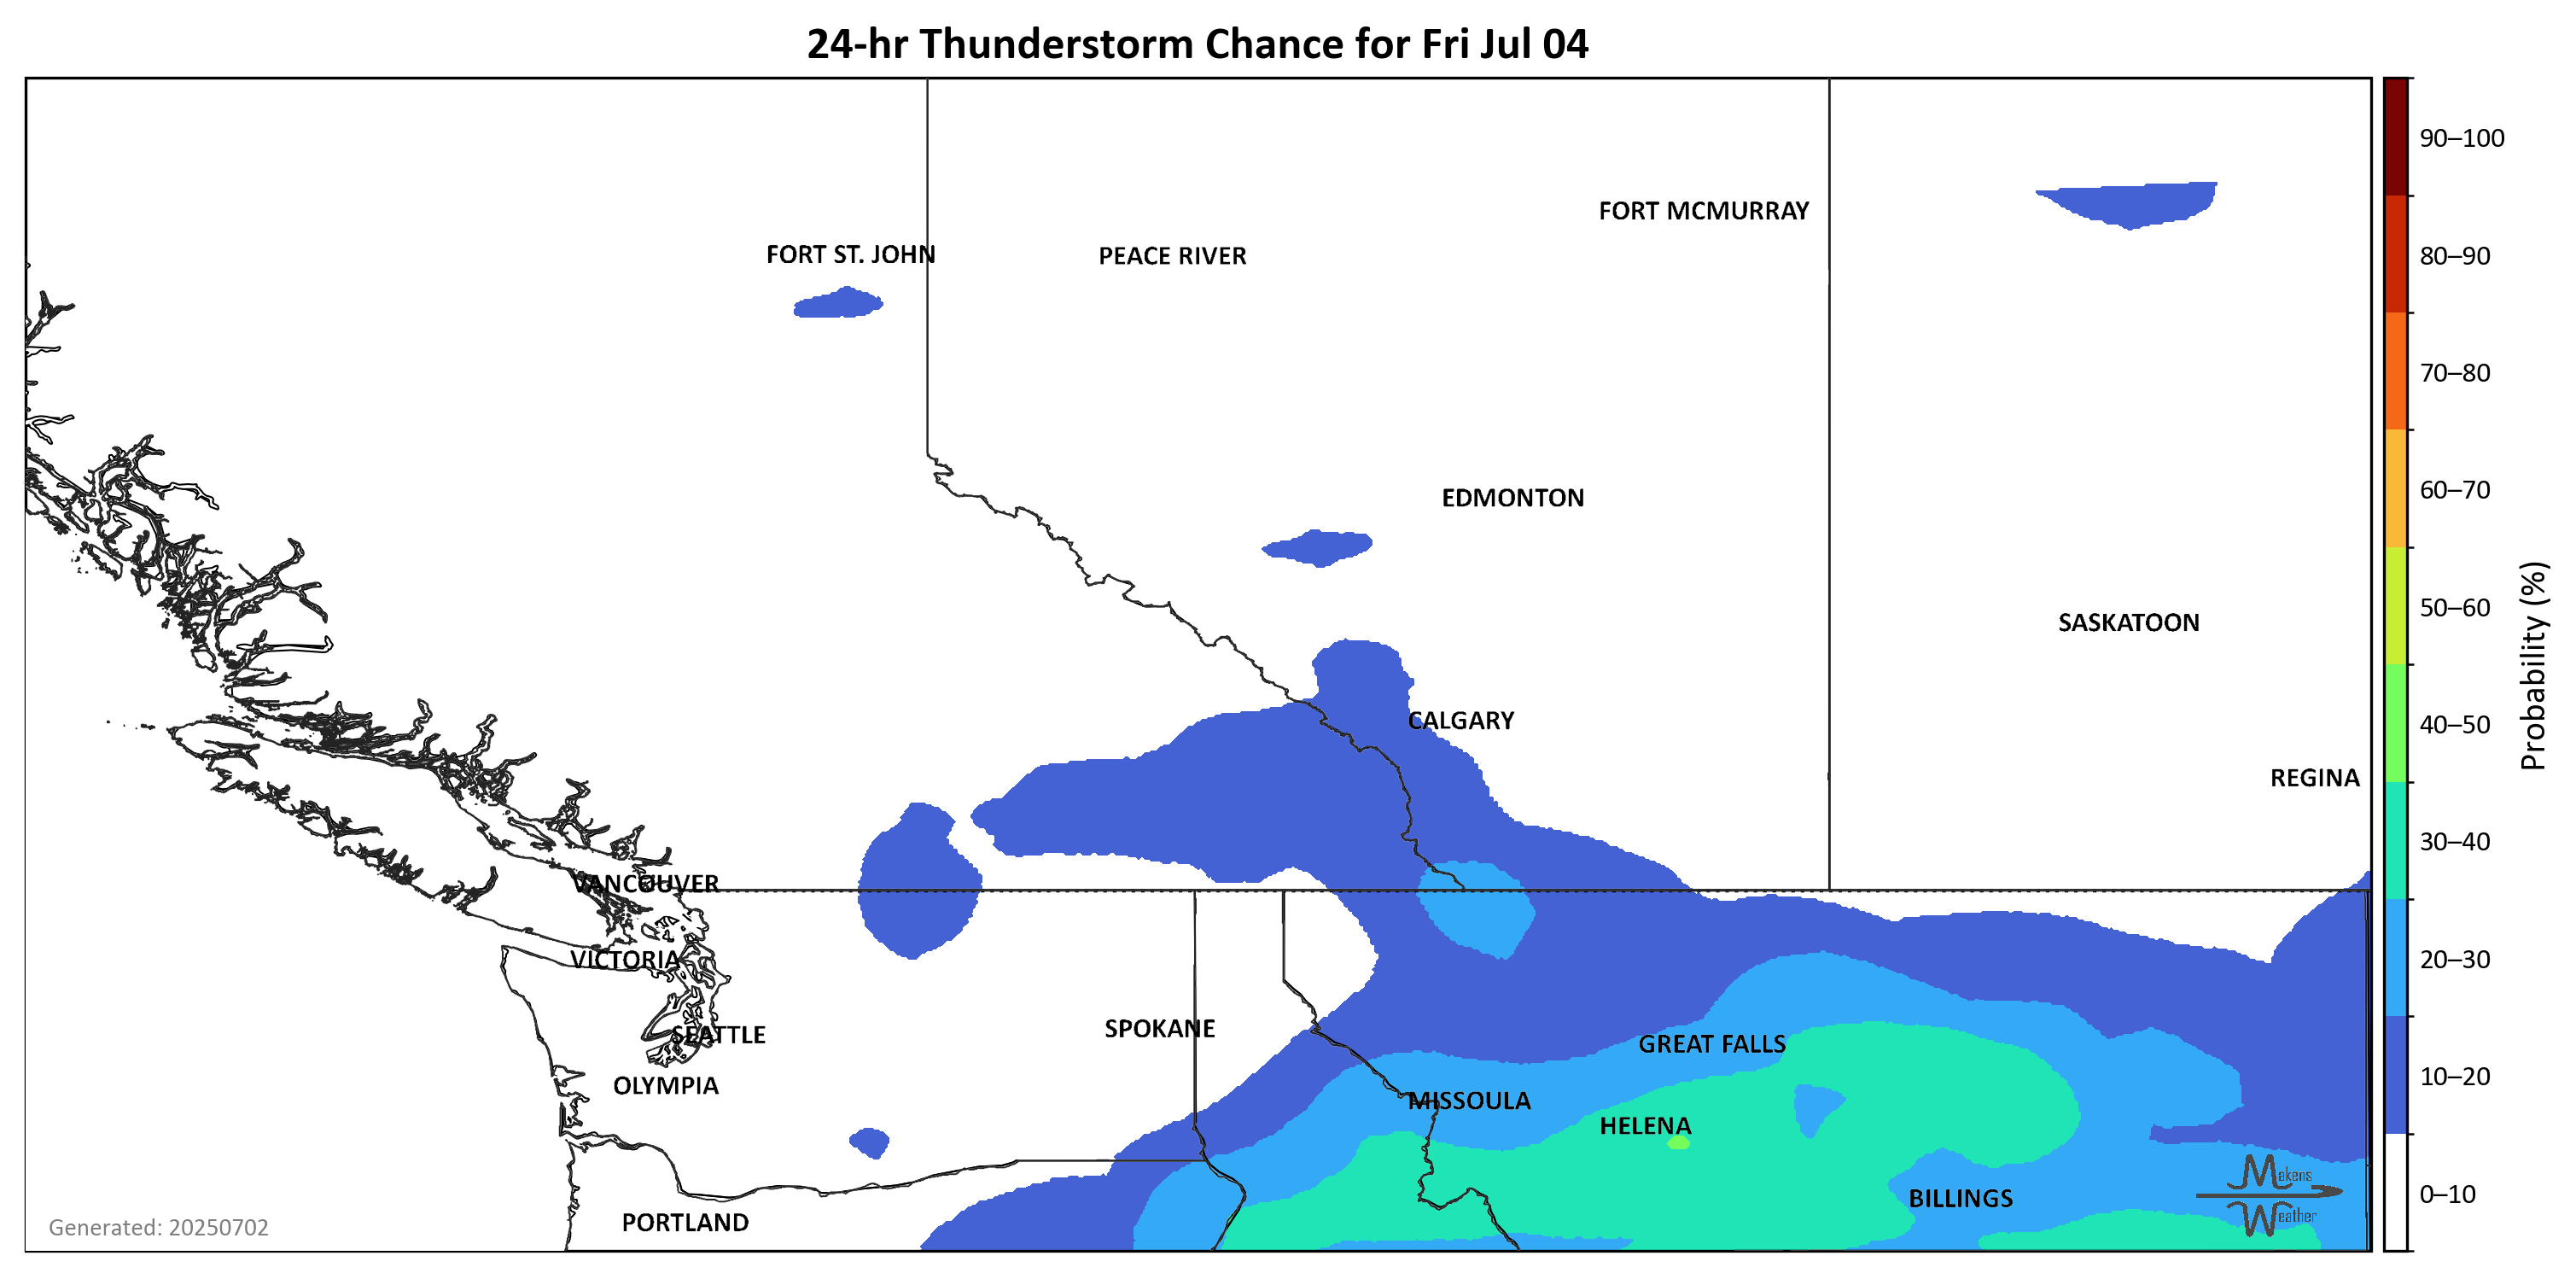 24-hr Thunderstorm Chance for Fri Jul 04
FORT MCMURRAY
FORT ST. JOHN
PEACE RIVER
EDMONTON
SASKATOON
CALGARY
REGINA
VANCOUVER
VICTORIA
SPOKANE
SEATTLE
GREAT FALLS
OLYMPIA
MISSOULA
HELENA
BILLINGS
PORTLAND
Makens
Weather
Generated: 20250702
90–100
80–90
70–80
60–70
50–60
40–50
30–40
20–30
10–20
0–10
Probability (%)